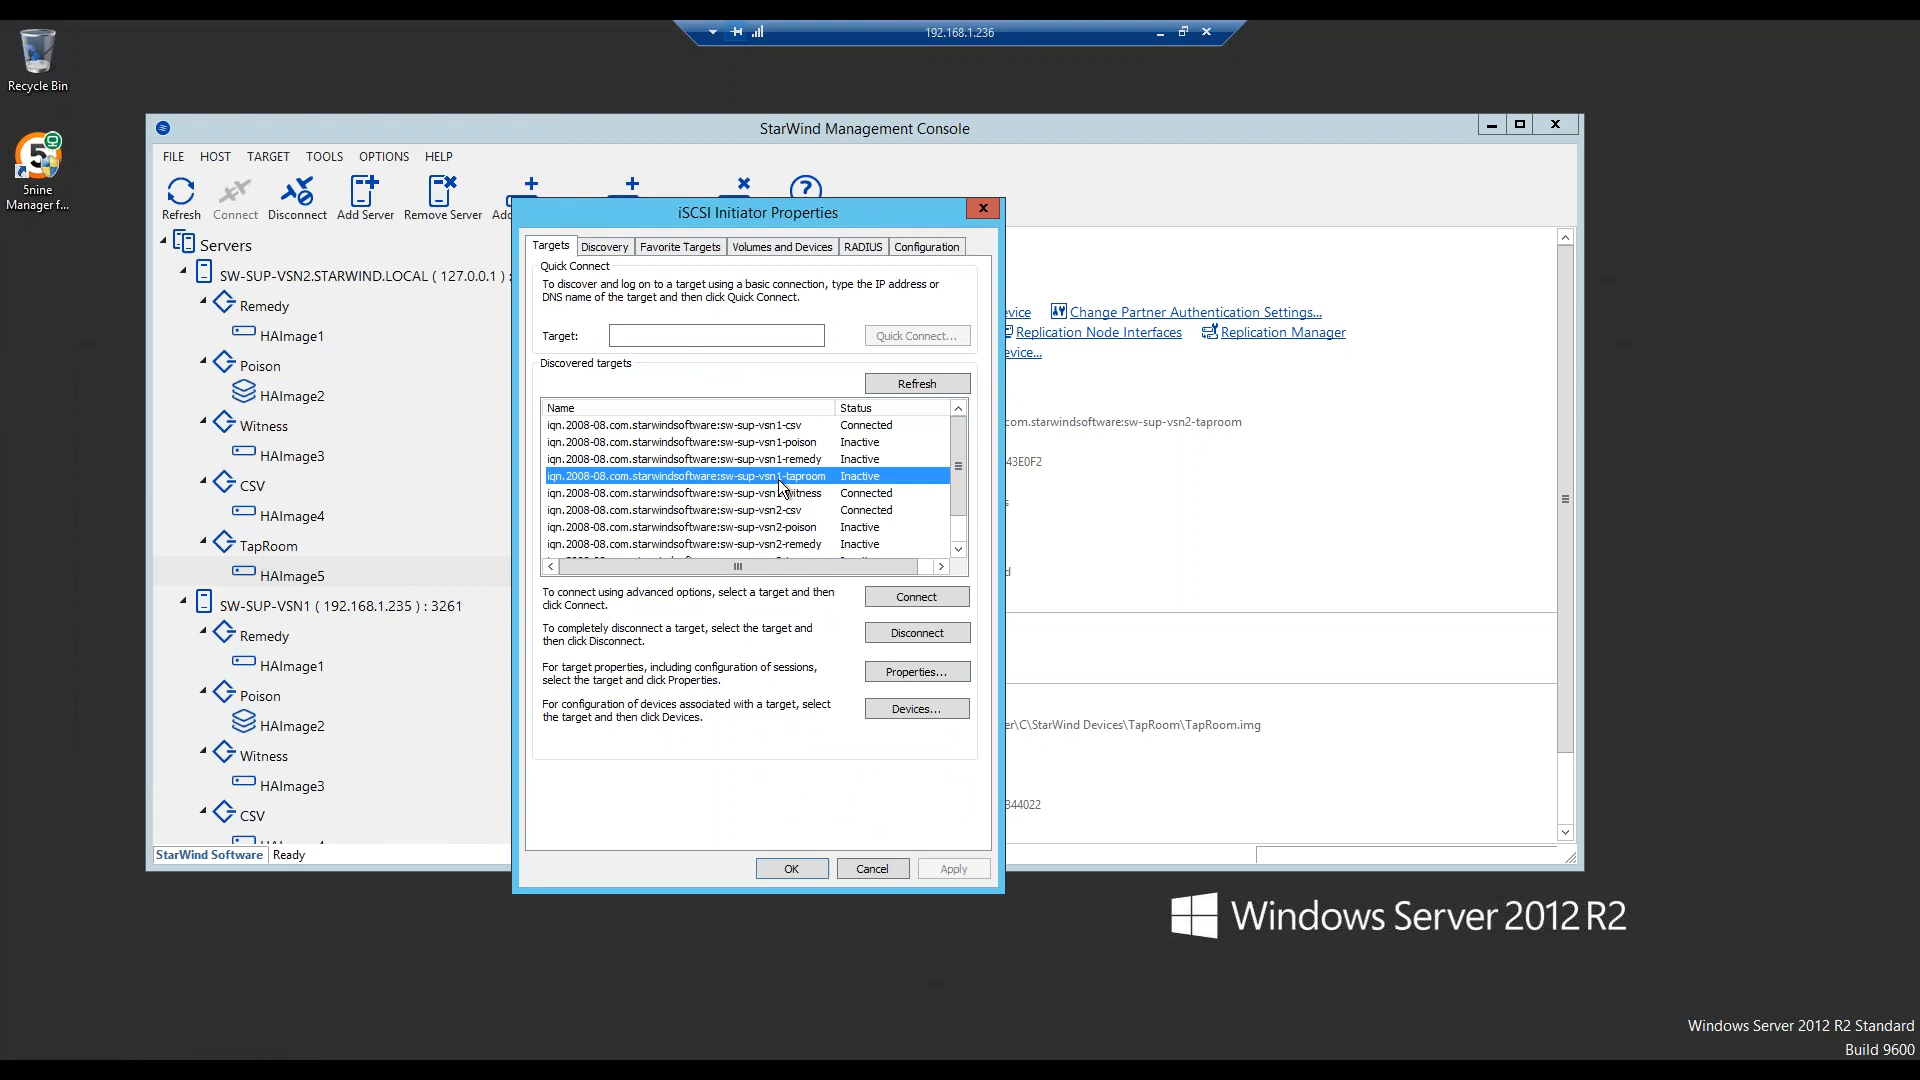 192.168.1.236
Recycle Bin
5nine
Manager f...
StarWind Management Console
FILE HOST TARGET TOOLS OPTIONS HELP
Refresh Connect Disconnect Add Server Remove Server
Servers
SW-SUP-VSN2.STARWIND.LOCAL ( 127.0.0.1 ) :
Remedy
HAImage1
Poison
HAImage2
Witness
HAImage3
CSV
HAImage4
TapRoom
HAImage5
SW-SUP-VSN1 ( 192.168.1.235 ) : 3261
Remedy
HAImage1
Poison
HAImage2
Witness
HAImage3
CSV
StarWind Software Ready
iSCSI Initiator Properties
Targets Discovery Favorite Targets Volumes and Devices RADIUS Configuration
Quick Connect
To discover and log on to a target using a basic connection, type the IP address or
DNS name of the target and then click Quick Connect.
Target: Quick Connect...
Discovered targets
Refresh
Name Status
iqn.2008-08.com.starwindsoftware:sw-sup-vsn1-csv Connected
iqn.2008-08.com.starwindsoftware:sw-sup-vsn1-poison Inactive
iqn.2008-08.com.starwindsoftware:sw-sup-vsn1-remedy Inactive
iqn.2008-08.com.starwindsoftware:sw-sup-vsn1-taproom Inactive
iqn.2008-08.com.starwindsoftware:sw-sup-vsn1-witness Connected
iqn.2008-08.com.starwindsoftware:sw-sup-vsn2-csv Connected
iqn.2008-08.com.starwindsoftware:sw-sup-vsn2-poison Inactive
iqn.2008-08.com.starwindsoftware:sw-sup-vsn2-remedy Inactive
To connect using advanced options, select a target and then
click Connect.
Connect
To completely disconnect a target, select the target and
then click Disconnect.
Disconnect
For target properties, including configuration of sessions,
select the target and click Properties.
Properties...
For configuration of devices associated with a target, select
the target and then click Devices.
Devices...
OK Cancel Apply
evice Change Partner Authentication Settings...
Replication Node Interfaces Replication Manager
evice...
com.starwindsoftware:sw-sup-vsn2-taproom
43E0F2
s
d
er\C\StarWind Devices\TapRoom\TapRoom.img
344022
Windows Server 2012 R2
Windows Server 2012 R2 Standard
Build 9600